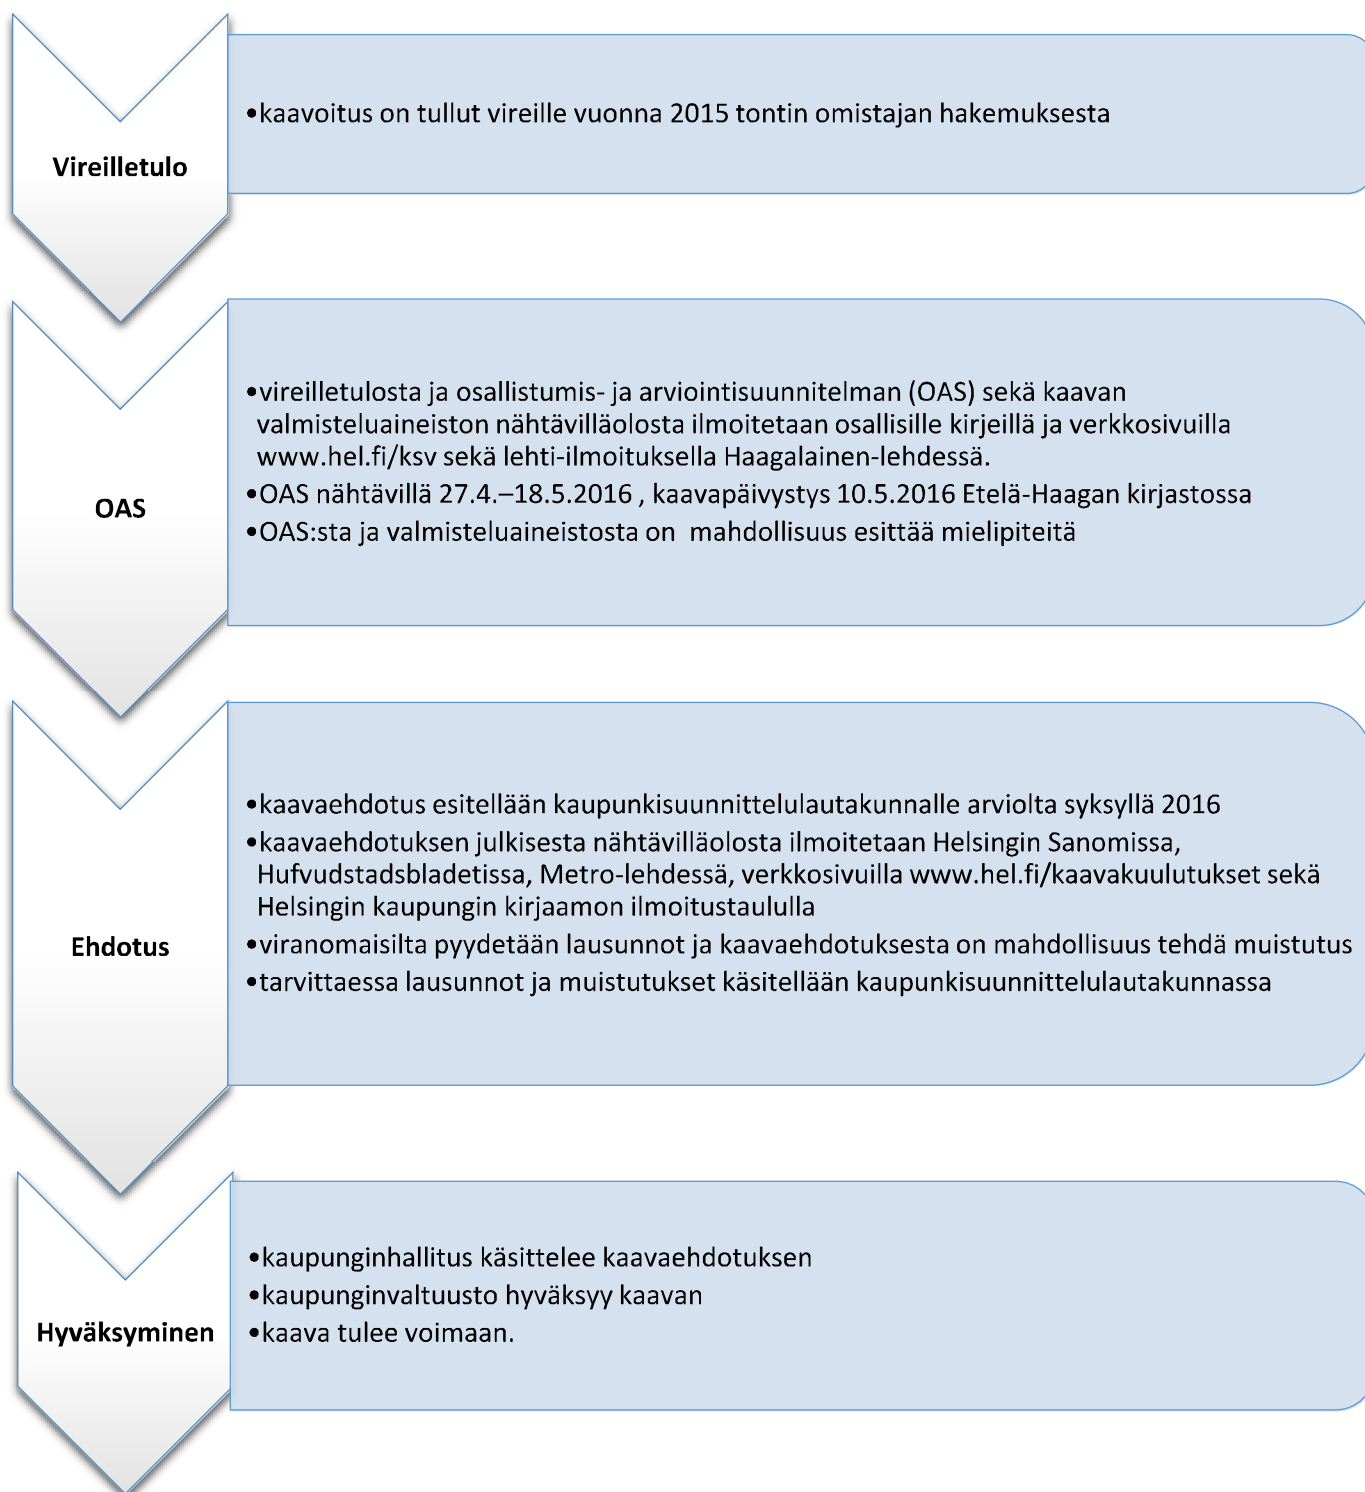 Vireilletulo
•kaavoitus on tullut vireille vuonna 2015 tontin omistajan hakemuksesta
OAS
•vireilletulosta ja osallistumis- ja arviointisuunnitelman (OAS) sekä kaavan
valmisteluaineiston nähtävilläolosta ilmoitetaan osallisille kirjeillä ja verkkosivuilla
www.hel.fi/ksv sekä lehti-ilmoituksella Haagalainen-lehdessä.
•OAS nähtävillä 27.4.–18.5.2016 , kaavapäivystys 10.5.2016 Etelä-Haagan kirjastossa
•OAS:sta ja valmisteluaineistosta on  mahdollisuus esittää mielipiteitä
Ehdotus
•kaavaehdotus esitellään kaupunkisuunnittelulautakunnalle arviolta syksyllä 2016
•kaavaehdotuksen julkisesta nähtävilläolosta ilmoitetaan Helsingin Sanomissa,
Hufvudstadsbladetissa, Metro-lehdessä, verkkosivuilla www.hel.fi/kaavakuulutukset sekä
Helsingin kaupungin kirjaamon ilmoitustaululla
•viranomaisilta pyydetään lausunnot ja kaavaehdotuksesta on mahdollisuus tehdä muistutus
•tarvittaessa lausunnot ja muistutukset käsitellään kaupunkisuunnittelulautakunnassa
Hyväksyminen
•kaupunginhallitus käsittelee kaavaehdotuksen
•kaupunginvaltuusto hyväksyy kaavan
•kaava tulee voimaan.